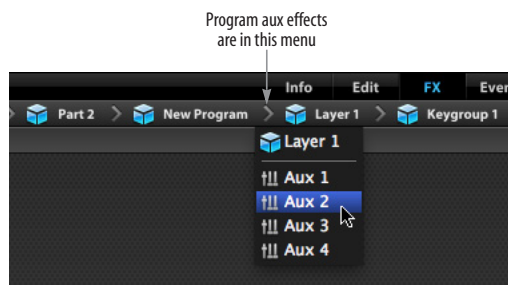 Program aux effects
are in this menu
Info Edit FX Even
Part 2 New Program Layer 1 Keygroup 1
Layer 1
Aux 1
Aux 2
Aux 3
Aux 4